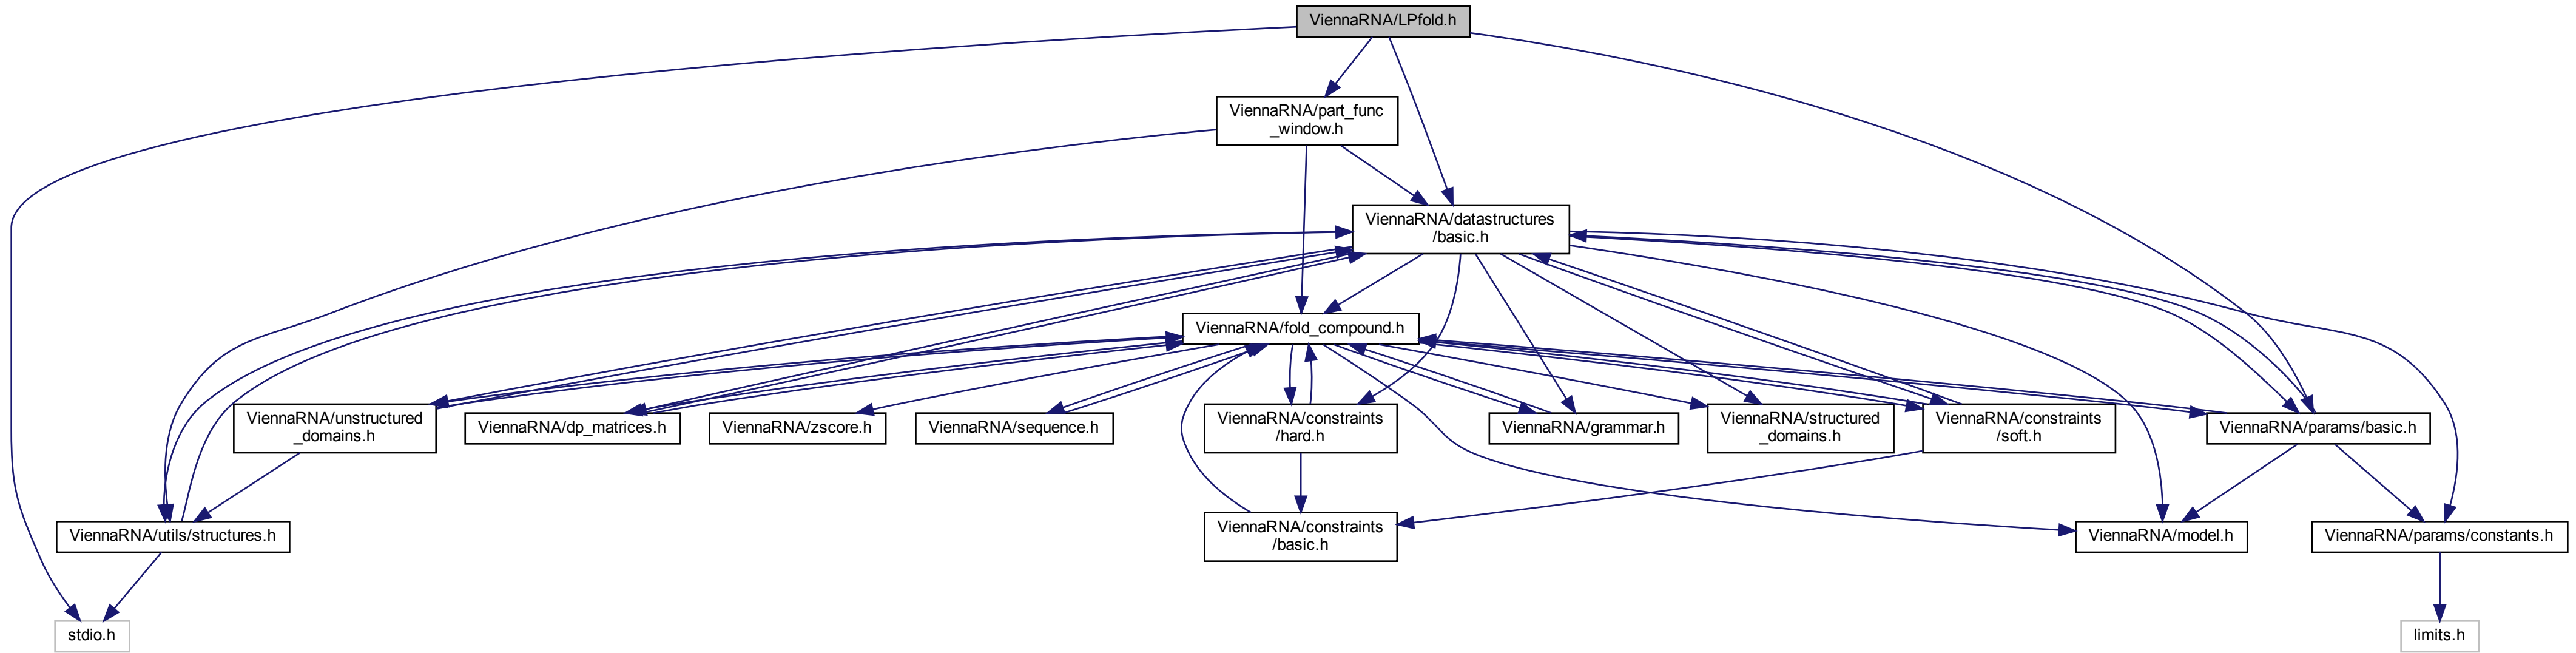 ViennaRNA/LPfold.h
ViennaRNA/part_func
_window.h
ViennaRNA/datastructures
/basic.h
ViennaRNA/fold_compound.h
ViennaRNA/unstructured
_domains.h
ViennaRNA/dp_matrices.h
ViennaRNA/zscore.h
ViennaRNA/sequence.h
ViennaRNA/constraints
/hard.h
ViennaRNA/grammar.h
ViennaRNA/structured
_domains.h
ViennaRNA/constraints
/soft.h
ViennaRNA/params/basic.h
ViennaRNA/utils/structures.h
ViennaRNA/constraints
/basic.h
ViennaRNA/model.h
ViennaRNA/params/constants.h
stdio.h
limits.h